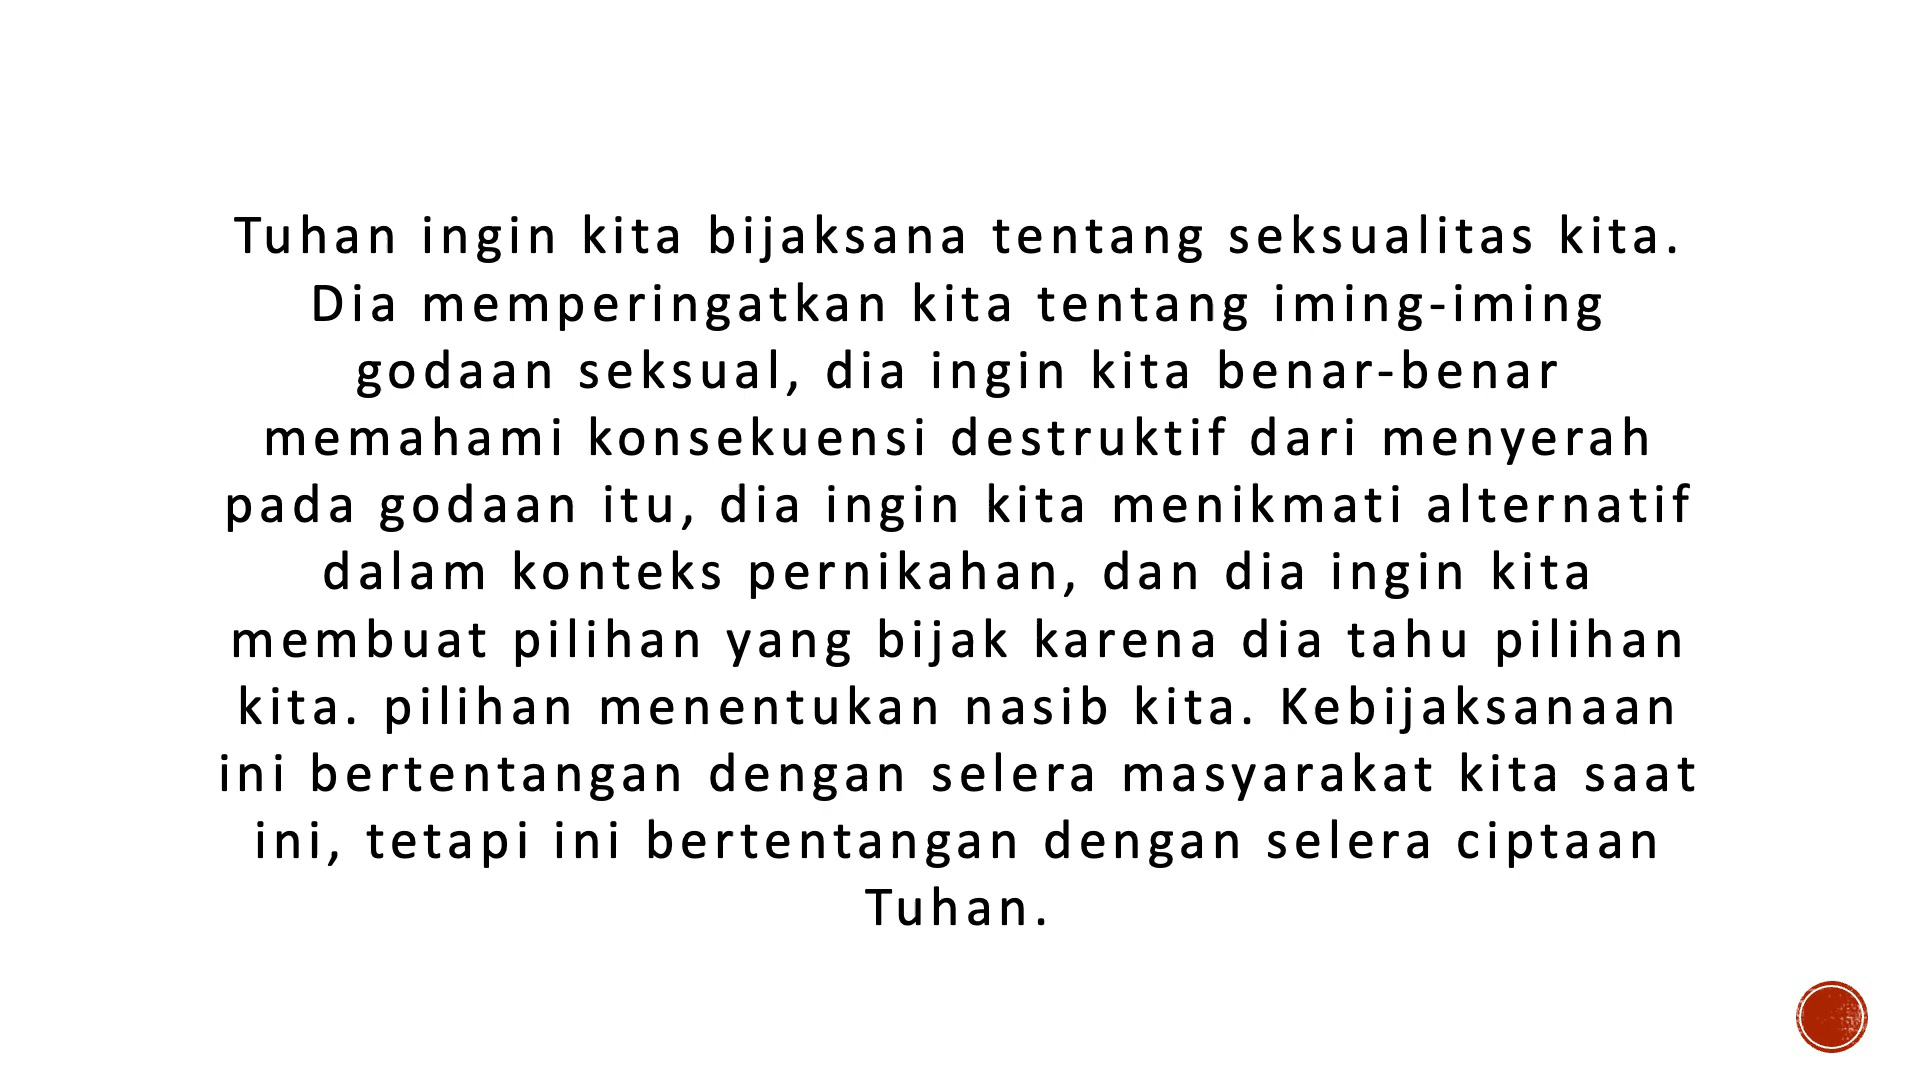 Tuhan ingin kita bijaksana tentang seksualitas kita.
Dia memperingatkan kita tentang iming-iming
godaan seksual, dia ingin kita benar-benar
memahami konsekuensi destruktif dari menyerah
pada godaan itu, dia ingin kita menikmati alternatif
dalam konteks pernikahan, dan dia ingin kita
membuat pilihan yang bijak karena dia tahu pilihan
kita. pilihan menentukan nasib kita. Kebijaksanaan
ini bertentangan dengan selera masyarakat kita saat
ini, tetapi ini bertentangan dengan selera ciptaan
Tuhan.